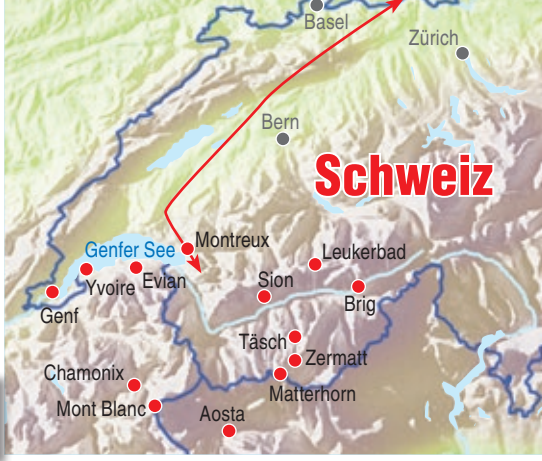 Basel
Zürich
Bern
Schweiz
Genfer See
Montreux
Leukerbad
Yvoire
Evian
Sion
Brig
Genf
Täsch
Zermatt
Chamonix
Matterhorn
Mont Blanc
Aosta